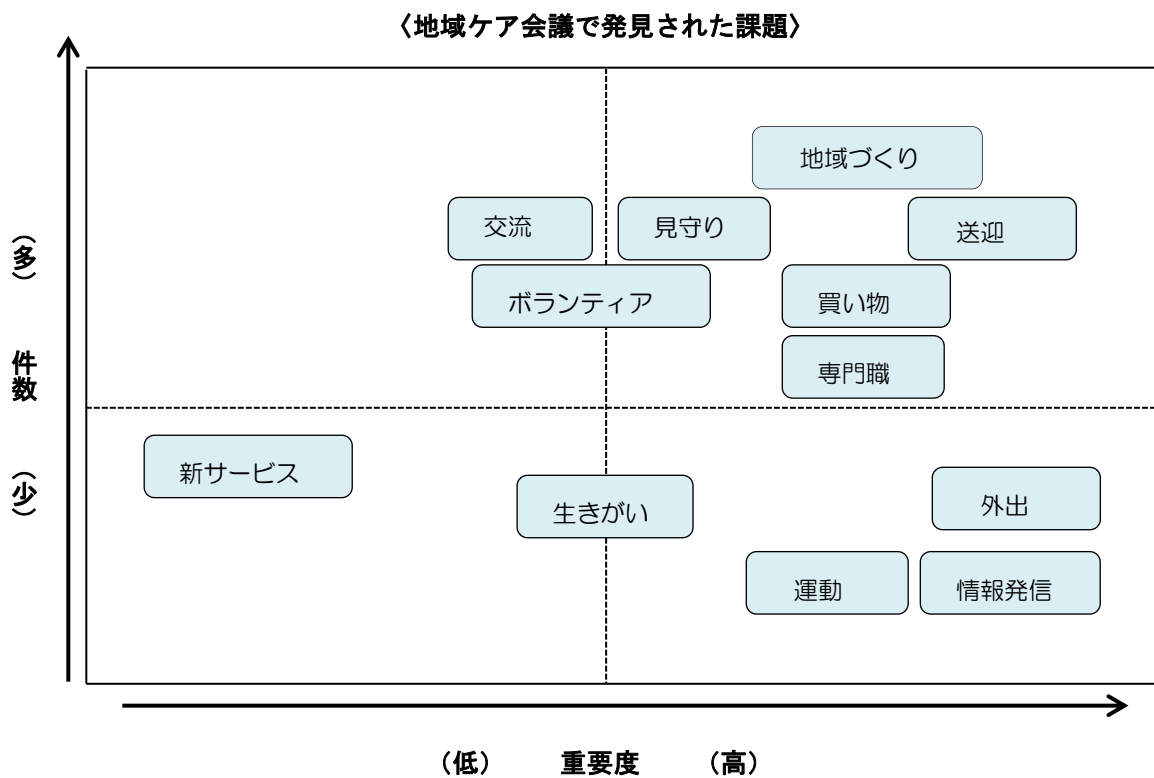 〈地域ケア会議で発見された課題〉
地域づくり
交流
見守り
送迎
ボランティア
買い物
専門職
（多）
件数
（少）
新サービス
生きがい
外出
運動
情報発信
（低） 重要度 （高）